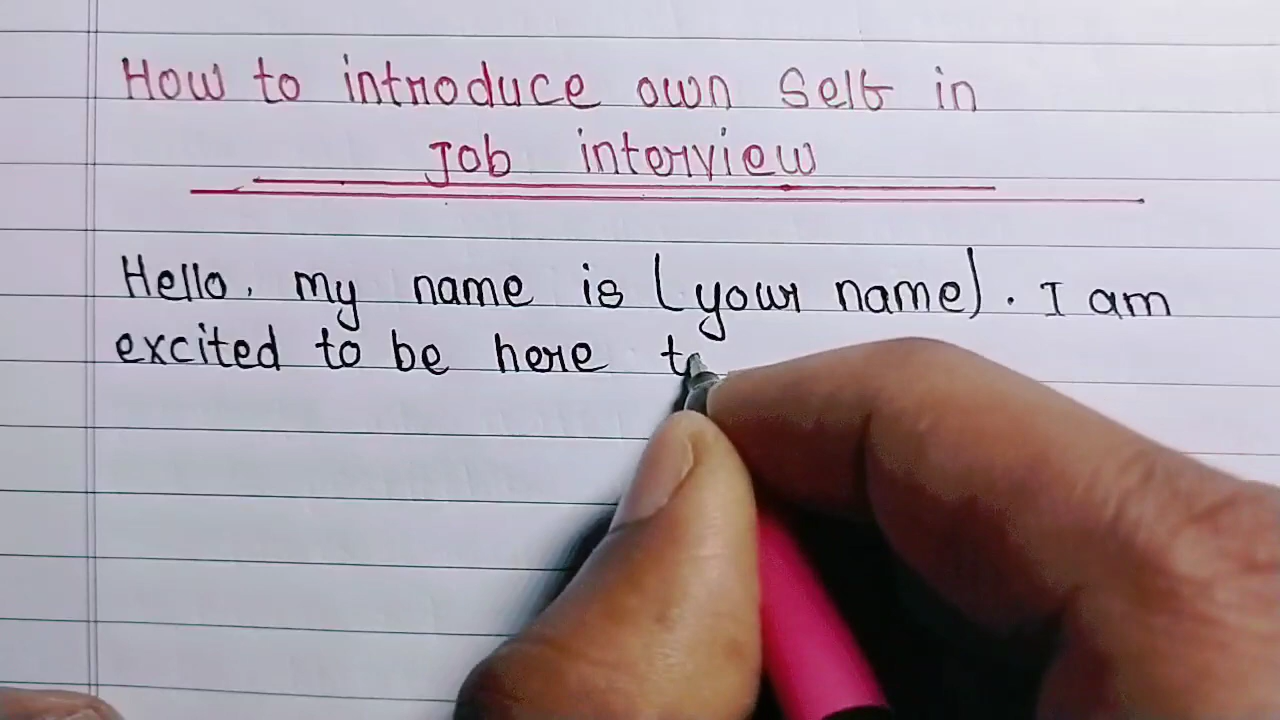 How to introduce own Self in
Job interview
Hello, my name is (your name). I am
excited to be here